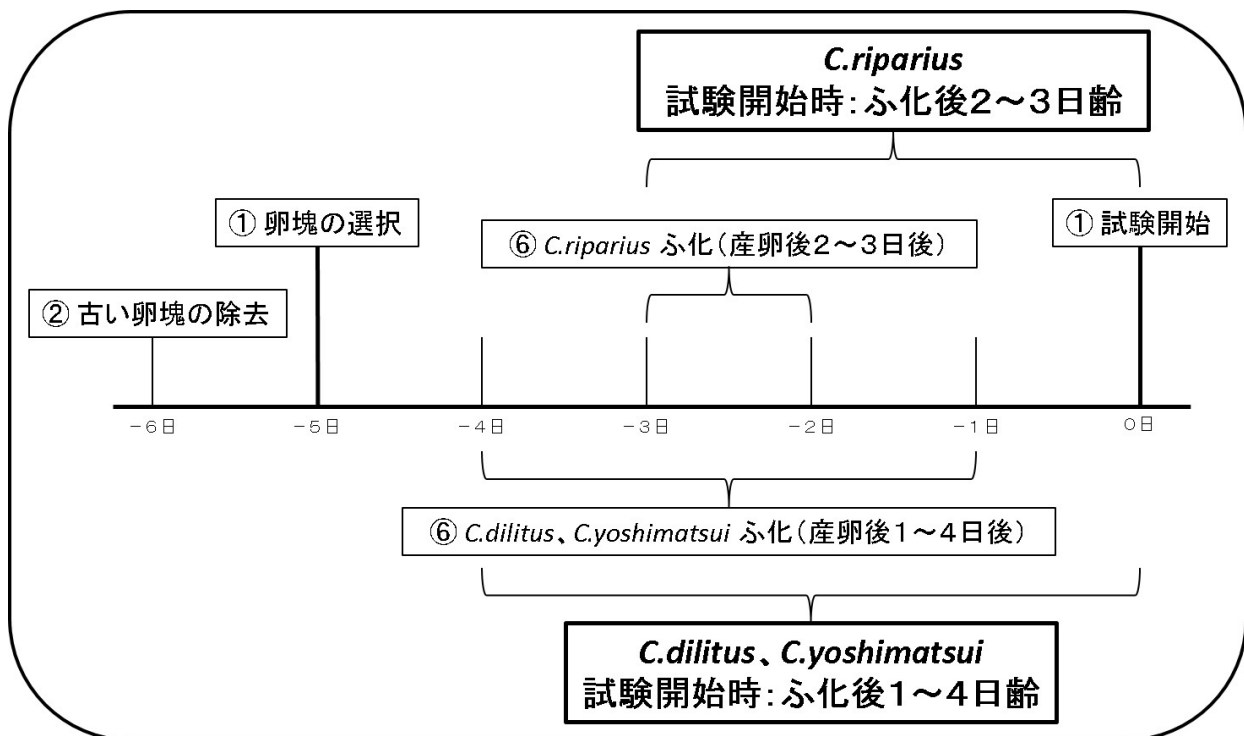 C.riparius
試験開始時：ふ化後２～３日齢
① 卵塊の選択
① 試験開始
⑥ C.riparius ふ化（産卵後２～３日後）
② 古い卵塊の除去
－６日
－５日
－４日
－３日
－２日
－１日
０日
⑥ C.dilitus、C.yoshimatsui ふ化（産卵後１～４日後）
C.dilitus、C.yoshimatsui
試験開始時：ふ化後１～４日齢